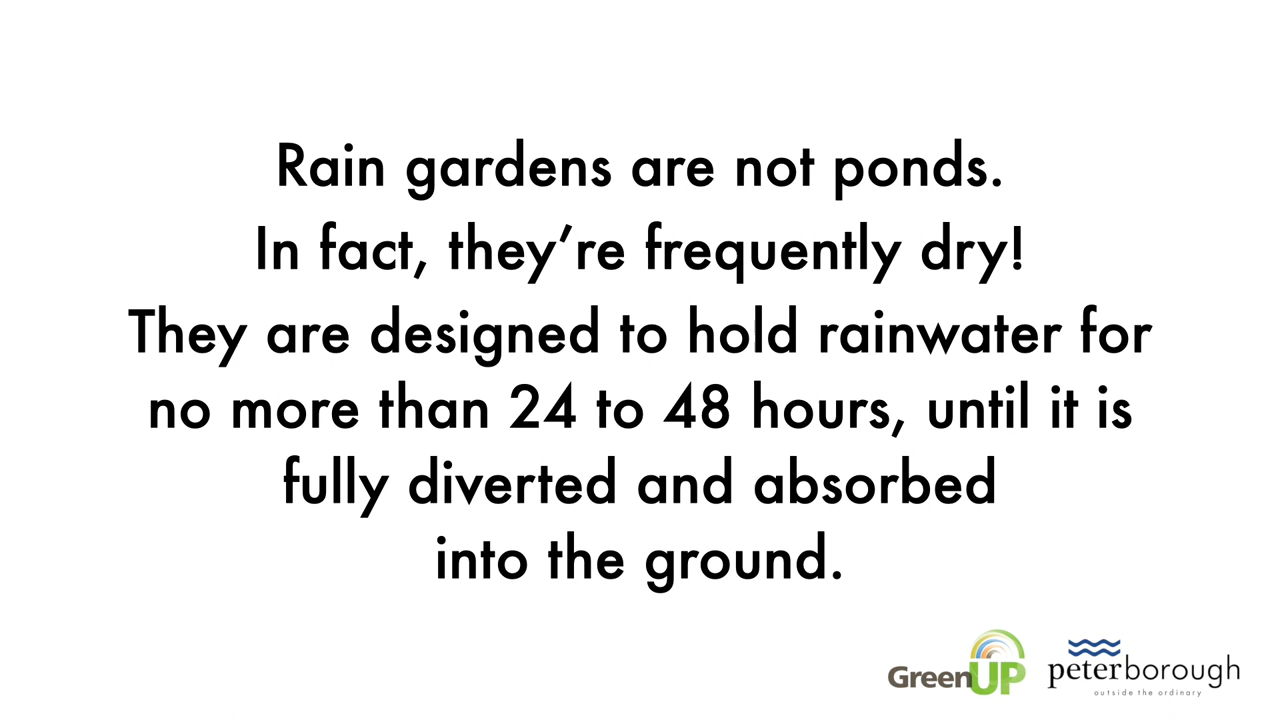 Rain gardens are not ponds.
In fact, they’re frequently dry!
They are designed to hold rainwater for
no more than 24 to 48 hours, until it is
fully diverted and absorbed
into the ground.
GreenUP
peterborough
outside the ordinary